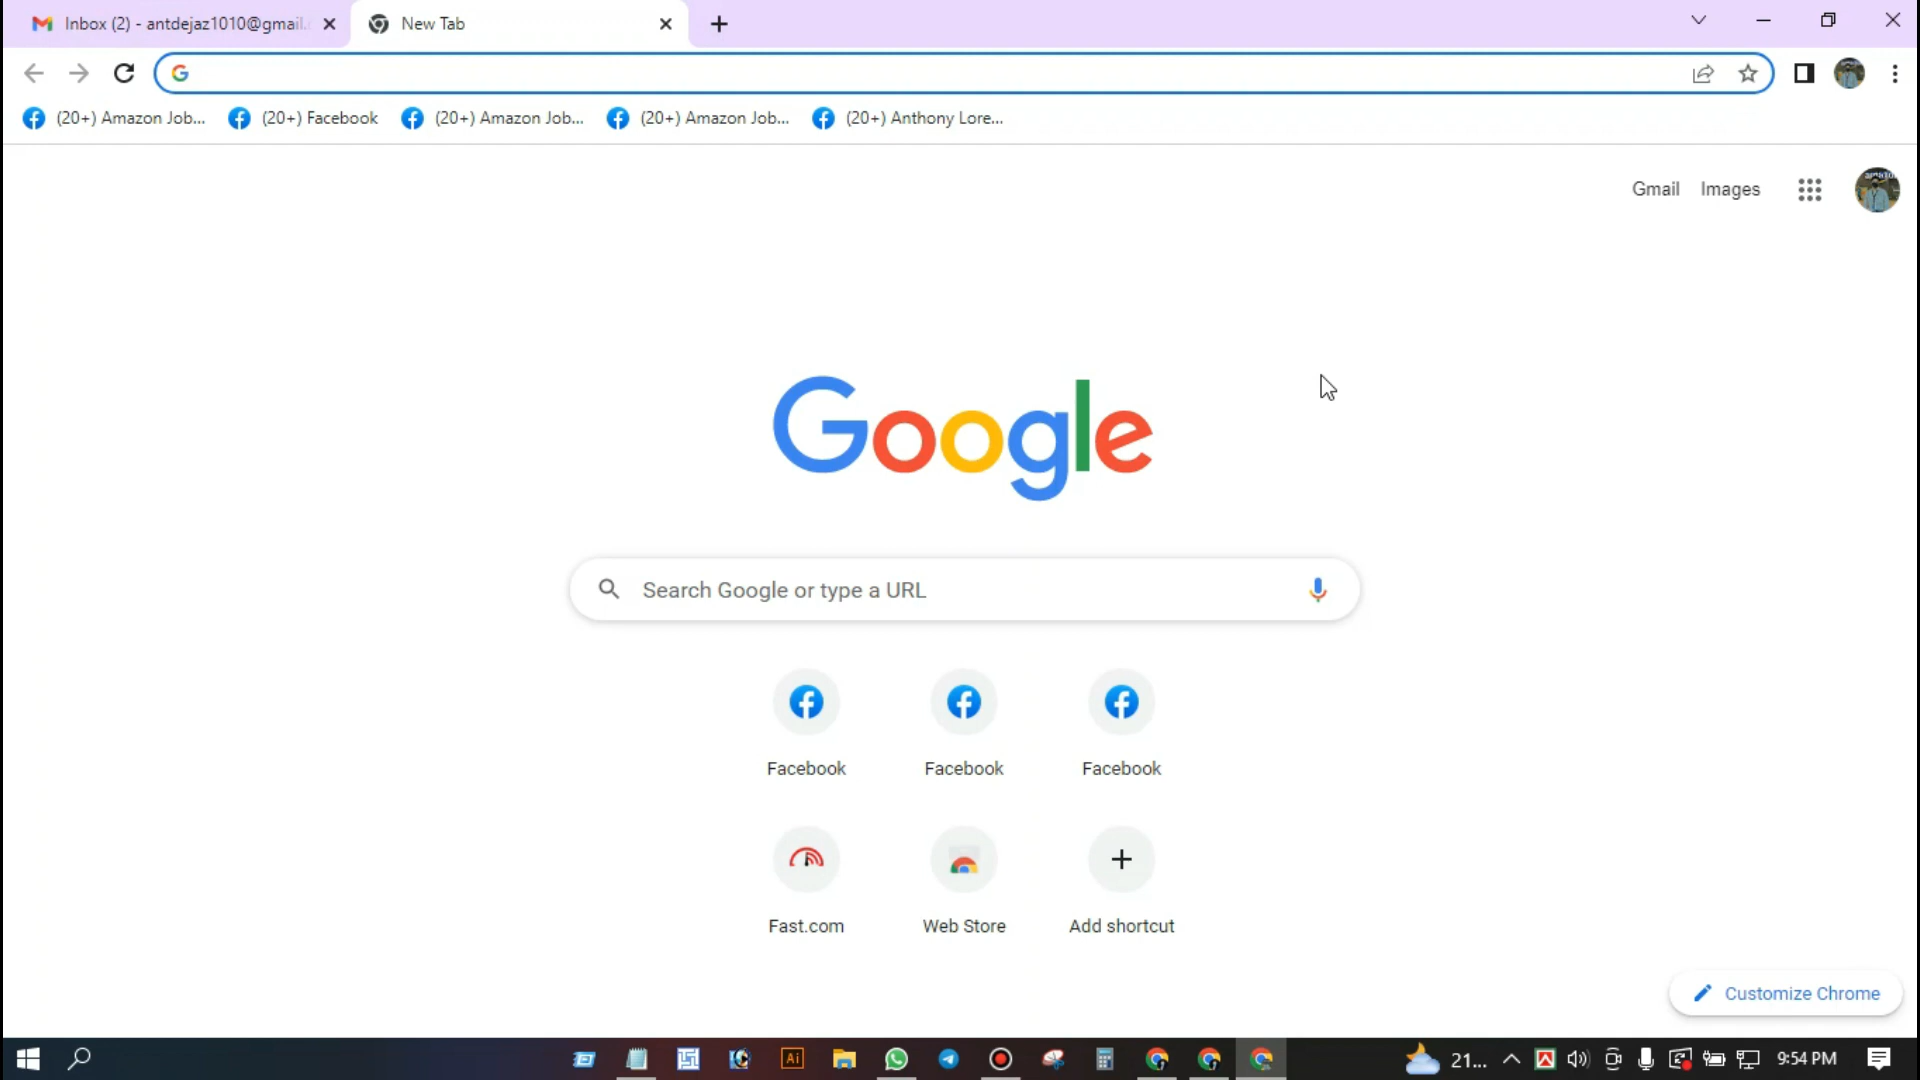 Inbox (2) - antdejaz1010@gmail.
New Tab
(20+) Amazon Job...
(20+) Facebook
(20+) Amazon Job...
(20+) Amazon Job...
(20+) Anthony Lore...
Gmail
Images
Google
Search Google or type a URL
Facebook
Facebook
Facebook
Fast.com
Web Store
Add shortcut
Customize Chrome
Ai
21...
9:54 PM